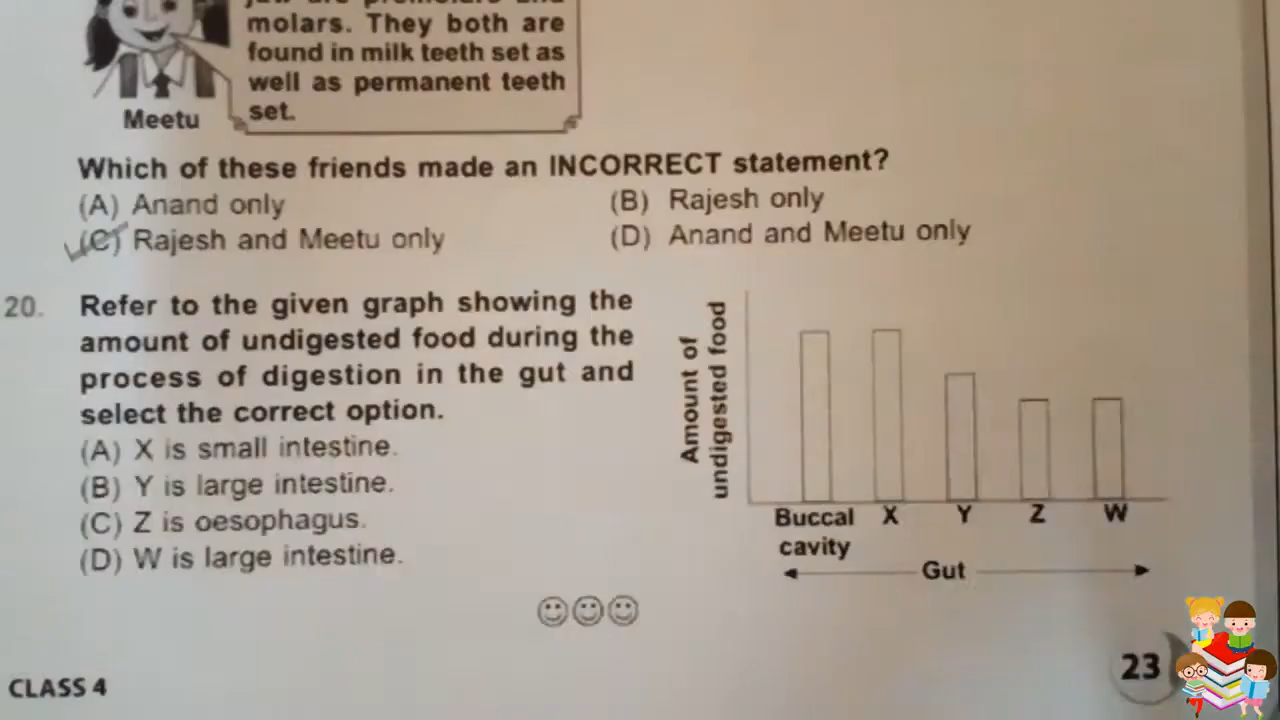 molars. They both are
found in milk teeth set as
well as permanent teeth
set.
Meetu
Which of these friends made an INCORRECT statement?
(A) Anand only
(B) Rajesh only
(C) Rajesh and Meetu only
(D) Anand and Meetu only
20. Refer to the given graph showing the
amount of undigested food during the
process of digestion in the gut and
select the correct option.
(A) X is small intestine.
(B) Y is large intestine.
(C) Z is oesophagus.
(D) W is large intestine.
Amount of
undigested food
Buccal
cavity
X
Y
Z
W
Gut
CLASS 4
23